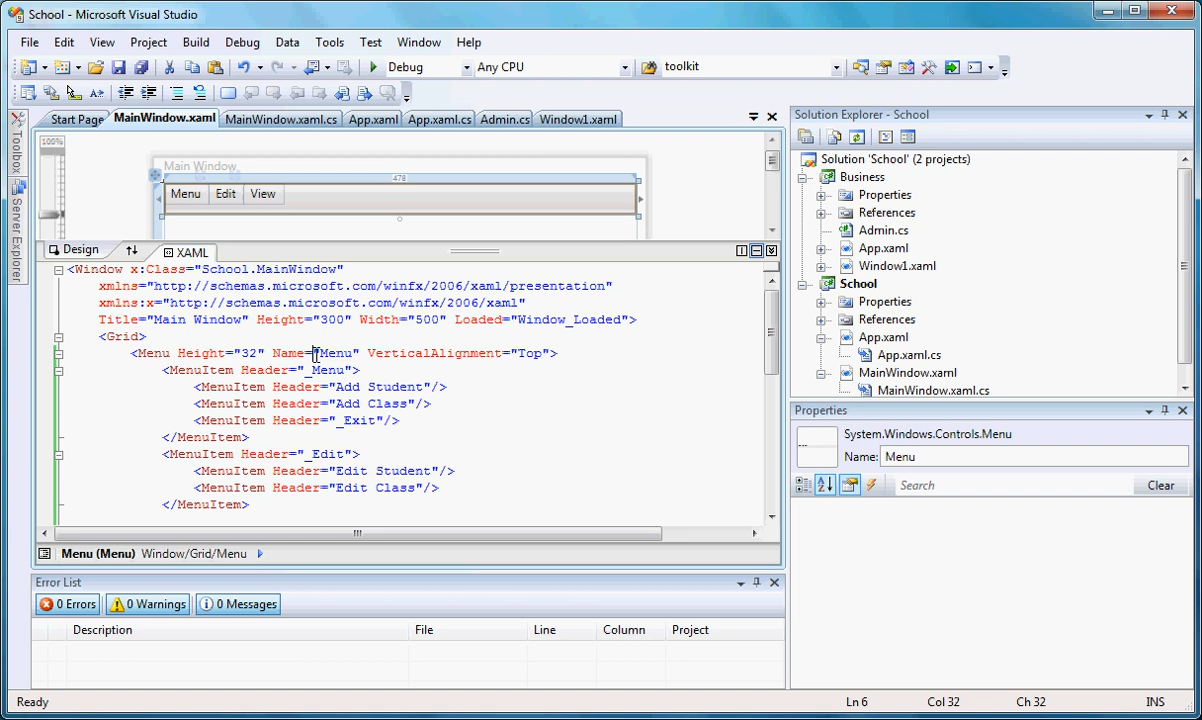 School - Microsoft Visual Studio
File Edit View Project Build Debug Data Tools Test Window Help
Debug Any CPU toolkit
Start Page MainWindow.xaml MainWindow.xaml.cs App.xaml App.xaml.cs Admin.cs Window1.xaml
Toolbox
Server Explorer
100%
Main Window
478
Menu Edit View
Design XAML
<Window x:Class="School.MainWindow"
xmlns="http://schemas.microsoft.com/winfx/2006/xaml/presentation"
xmlns:x="http://schemas.microsoft.com/winfx/2006/xaml"
Title="Main Window" Height="300" Width="500" Loaded="Window_Loaded">
<Grid>
<Menu Height="32" Name="Menu" VerticalAlignment="Top">
<MenuItem Header="_Menu">
<MenuItem Header="Add Student"/>
<MenuItem Header="Add Class"/>
<MenuItem Header="_Exit"/>
</MenuItem>
<MenuItem Header="_Edit">
<MenuItem Header="Edit Student"/>
<MenuItem Header="Edit Class"/>
</MenuItem>
Menu (Menu) Window/Grid/Menu
Error List
0 Errors 0 Warnings 0 Messages
Description File Line Column Project
Solution Explorer - School
Solution 'School' (2 projects)
Business
Properties
References
Admin.cs
App.xaml
Window1.xaml
School
Properties
References
App.xaml
App.xaml.cs
MainWindow.xaml
MainWindow.xaml.cs
Properties
System.Windows.Controls.Menu
Name: Menu
Search Clear
Ready Ln 6 Col 32 Ch 32 INS